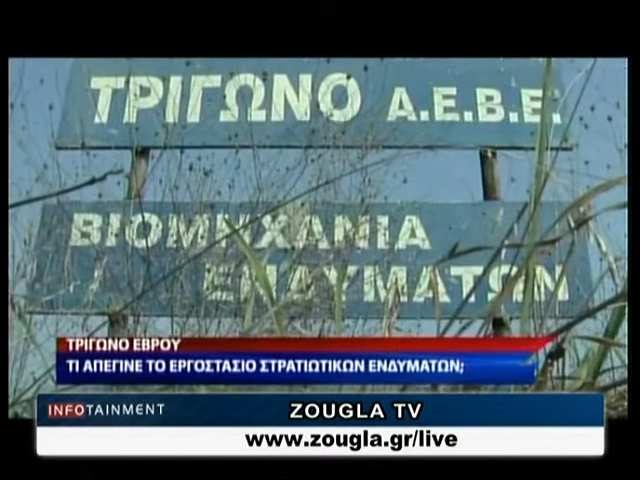 ΤΡΙΓΩΝΟ Α.Ε.Β.Ε.
ΒΙΟΜΗΧΑΝΙΑ
ΕΝΔΥΜΑΤΩΝ
ΤΡΙΓΩΝΟ ΕΒΡΟΥ
ΤΙ ΑΠΕΓΙΝΕ ΤΟ ΕΡΓΟΣΤΑΣΙΟ ΣΤΡΑΤΙΩΤΙΚΩΝ ΕΝΔΥΜΑΤΩΝ;
INFOTAINMENT ZOUGLA TV
www.zougla.gr/live